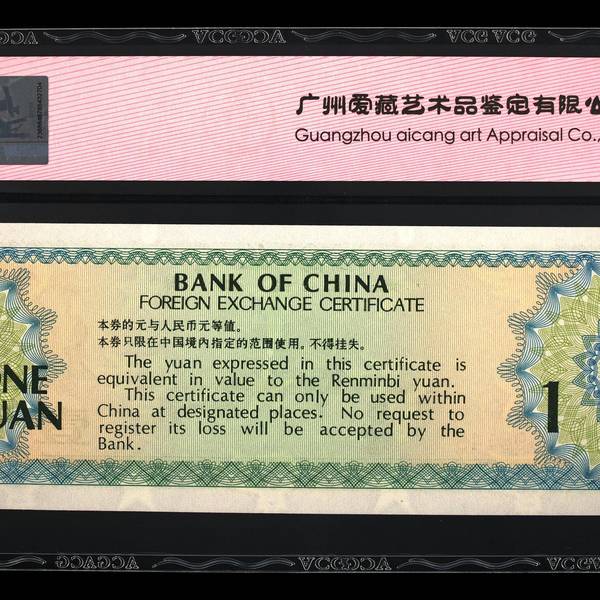 广州爱藏艺术品鉴定有限公
Guangzhou aicang art Appraisal Co.,
BANK OF CHINA
FOREIGN EXCHANGE CERTIFICATE
本券的元与人民币元等值。
本券只限在中国境内指定的范围使用。不得挂失。
The yuan expressed in this certificate is
equivalent in value to the Renminbi yuan.
This certificate can only be used within
China at designated places. No request to
register its loss will be accepted by the
Bank.
NE
UAN
1